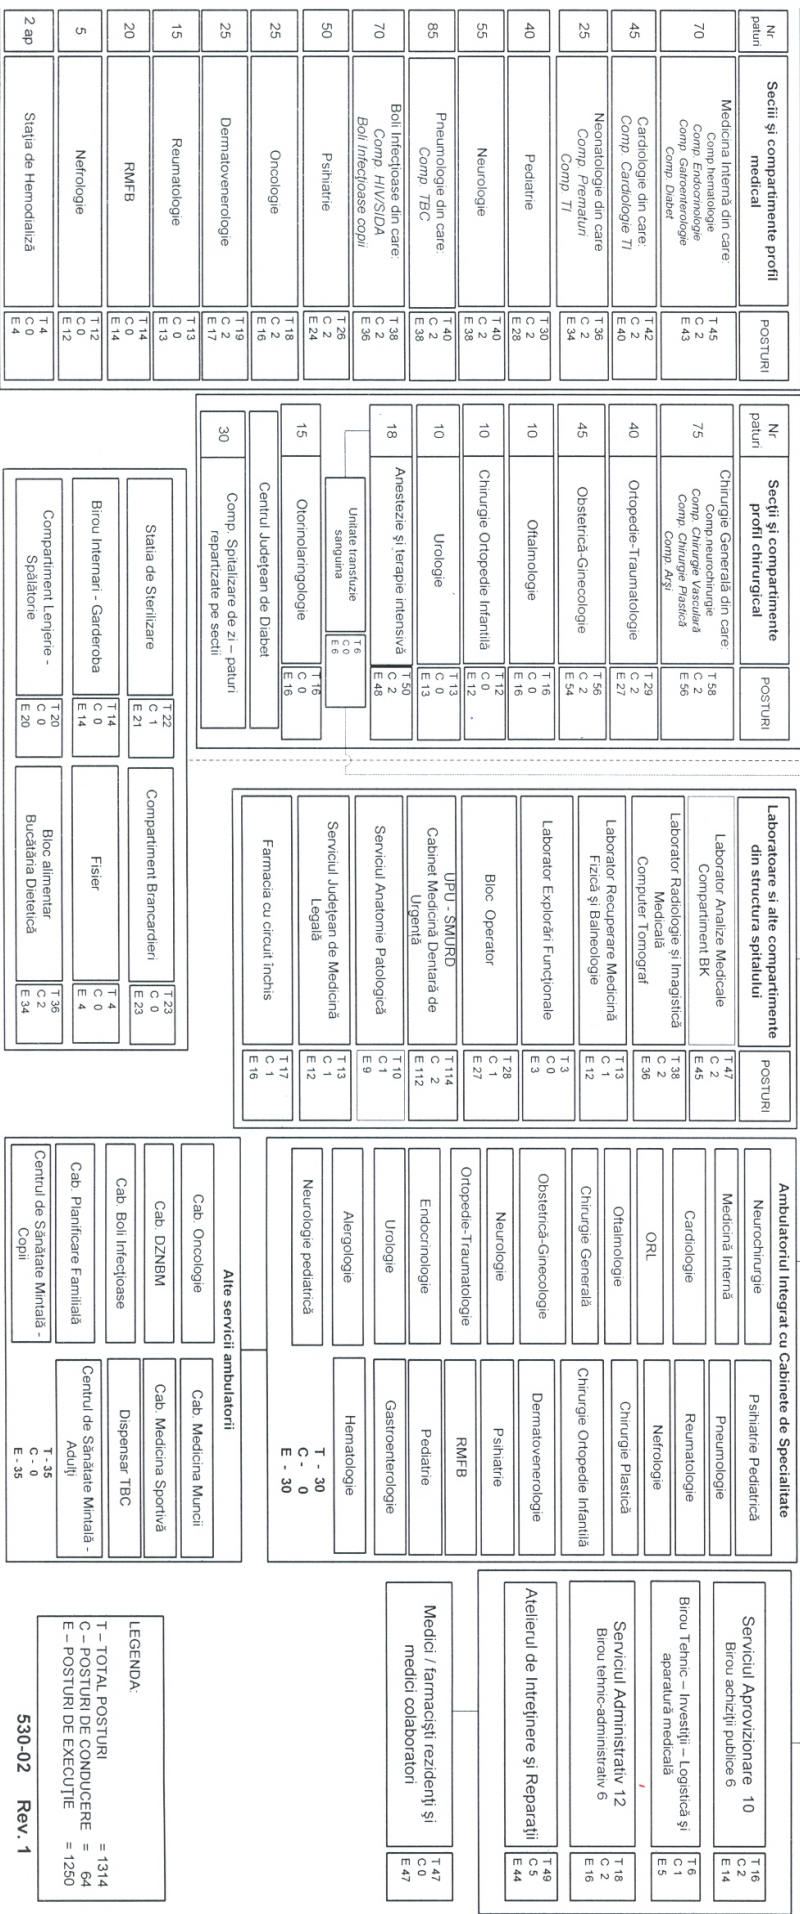 Nr
paturi
Secții și compartimente profil
medical
POSTURI
70
Medicina Internă din care:
Comp.hematologie
Comp. Endocrinologie
Comp. Gatroenterologie
Comp. Diabet
T 45
C 2
E 43
45
Cardiologie din care:
Comp. Cardiologie TI
T 42
C 2
E 40
25
Neonatologie din care
Comp. Prematuri
Comp. TI
T 36
C 2
E 34
40
Pediatrie
T 30
C 2
E 28
55
Neurologie
T 40
C 2
E 38
85
Pneumologie din care:
Comp. TBC
T 40
C 2
E 38
70
Boli Infecțioase din care:
Comp. HIV/SIDA
Boli Infecțioase copii
T 38
C 2
E 36
50
Psihiatrie
T 26
C 2
E 24
25
Oncologie
T 18
C 2
E 16
25
Dermatovenerologie
T 19
C 2
E 17
15
Reumatologie
T 13
C 0
E 13
20
RMFB
T 14
C 0
E 14
5
Nefrologie
T 12
C 0
E 12
2 ap
Stația de Hemodializă
T 4
C 0
E 4
Nr
paturi
Secții și compartimente
profil chirurgical
POSTURI
75
Chirurgie Generală din care:
Comp.neurochirurgie
Comp. Chirurgie Vasculară
Comp. Chirurgie Plastică
Comp. Arși
T 58
C 2
E 56
40
Ortopedie-Traumatologie
T 29
C 2
E 27
45
Obstetrică-Ginecologie
T 56
C 2
E 54
10
Oftalmologie
T 16
C 0
E 16
10
Chirurgie Ortopedie Infantilă
T 12
C 0
E 12
10
Urologie
T 13
C 0
E 13
18
Anestezie și terapie intensivă
T 50
C 2
E 48
Unitate transfuzie
sanguina
T 6
C 0
E 6
15
Otorinolaringologie
T 16
C 0
E 16
Centrul Județean de Diabet
30
Comp. Spitalizare de zi – paturi
repartizate pe sectii
Statia de Sterilizare
T 22
C 1
E 21
Compartiment Brancardieri
T 23
C 0
E 23
Birou Internari - Garderoba
T 14
C 0
E 14
Fisier
T 4
C 0
E 4
Compartiment Lenjerie -
Spălătorie
T 20
C 0
E 20
Bloc alimentar
Bucătăria Dietetică
T 36
C 2
E 34
Laboratoare si alte compartimente
din structura spitalului
POSTURI
Laborator Analize Medicale
Compartiment BK
T 47
C 2
E 45
Laborator Radiologie și Imagistică
Medicală
Computer Tomograf
T 38
C 2
E 36
Laborator Recuperare Medicină
Fizică și Balneologie
T 13
C 1
E 12
Laborator Explorări Funcționale
T 3
C 0
E 3
Bloc Operator
T 28
C 1
E 27
UPU - SMURD
Cabinet Medicină Dentară de
Urgență
T 114
C 2
E 112
Serviciul Anatomie Patologică
T 10
C 1
E 9
Serviciul Județean de Medicină
Legală
T 13
C 1
E 12
Farmacia cu circuit închis
T 17
C 1
E 16
Ambulatoriul Integrat cu Cabinete de Specialitate
Neurochirurgie
Psihiatrie Pediatrică
Medicină Internă
Pneumologie
Cardiologie
Reumatologie
ORL
Nefrologie
Oftalmologie
Chirurgie Plastică
Chirurgie Generală
Chirurgie Ortopedie Infantilă
Obstetrică-Ginecologie
Dermatovenerologie
Neurologie
Psihiatrie
Ortopedie-Traumatologie
RMFB
Endocrinologie
Pediatrie
Urologie
Gastroenterologie
Alergologie
Hematologie
Neurologie pediatrică
T - 30
C - 0
E - 30
Alte servicii ambulatorii
Cab. Oncologie
Cab. Medicina Muncii
Cab. DZNBM
Cab. Medicina Sportivă
Cab. Boli Infecțioase
Dispensar TBC
Cab. Planificare Familială
Centrul de Sănătate Mintală -
Adulți
Centrul de Sănătate Mintală -
Copii
T - 35
C - 0
E - 35
Serviciul Aprovizionare 10
Birou achiziții publice 6
T 16
C 2
E 14
Birou Tehnic – Investiții – Logistică și
aparatură medicală
T 6
C 1
E 5
Serviciul Administrativ 12
Birou tehnic-administrativ 6
T 18
C 2
E 16
Atelierul de Intreținere și Reparații
T 49
C 5
E 44
Medici / farmaciști rezidenți și
medici colaboratori
T 47
C 0
E 47
LEGENDA:
T – TOTAL POSTURI = 1314
C – POSTURI DE CONDUCERE = 64
E – POSTURI DE EXECUȚIE = 1250
530-02 Rev. 1